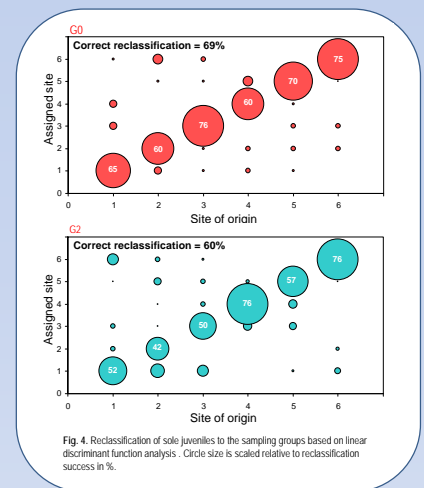 G0
Correct reclassification = 69%
Assigned site
6
5
4
3
2
1
0
65
60
76
60
70
75
0 1 2 3 4 5 6
Site of origin
G2
Correct reclassification = 60%
Assigned site
6
5
4
3
2
1
0
52
42
50
76
57
76
0 1 2 3 4 5 6
Site of origin
Fig. 4. Reclassification of sole juveniles to the sampling groups based on linear
discriminant function analysis . Circle size is scaled relative to reclassification
success in %.